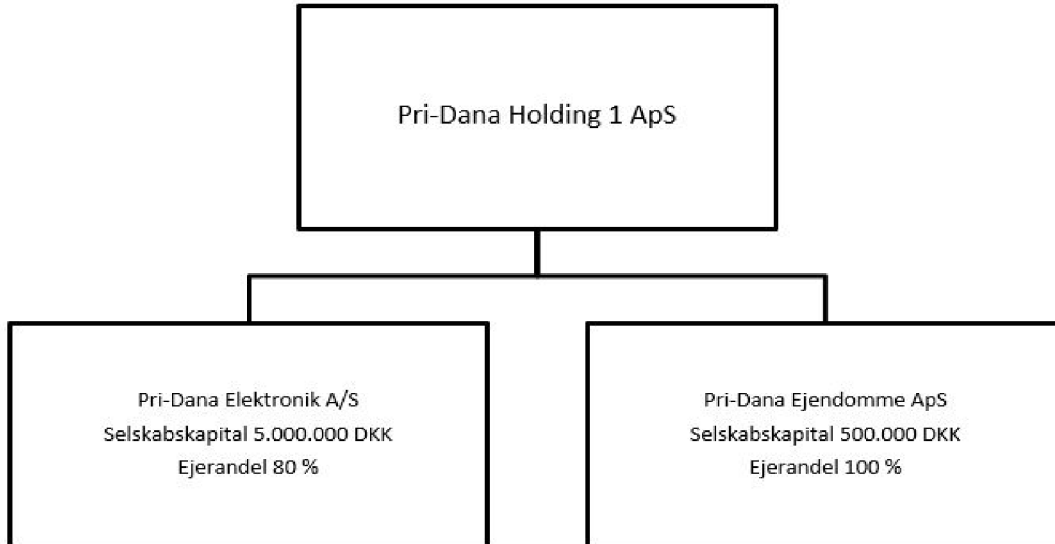 Pri-Dana Holding 1 ApS
Pri-Dana Elektronik A/S
Selskabskapital 5.000.000 DKK
Ejerandel 80 %
Pri-Dana Ejendomme ApS
Selskabskapital 500.000 DKK
Ejerandel 100 %